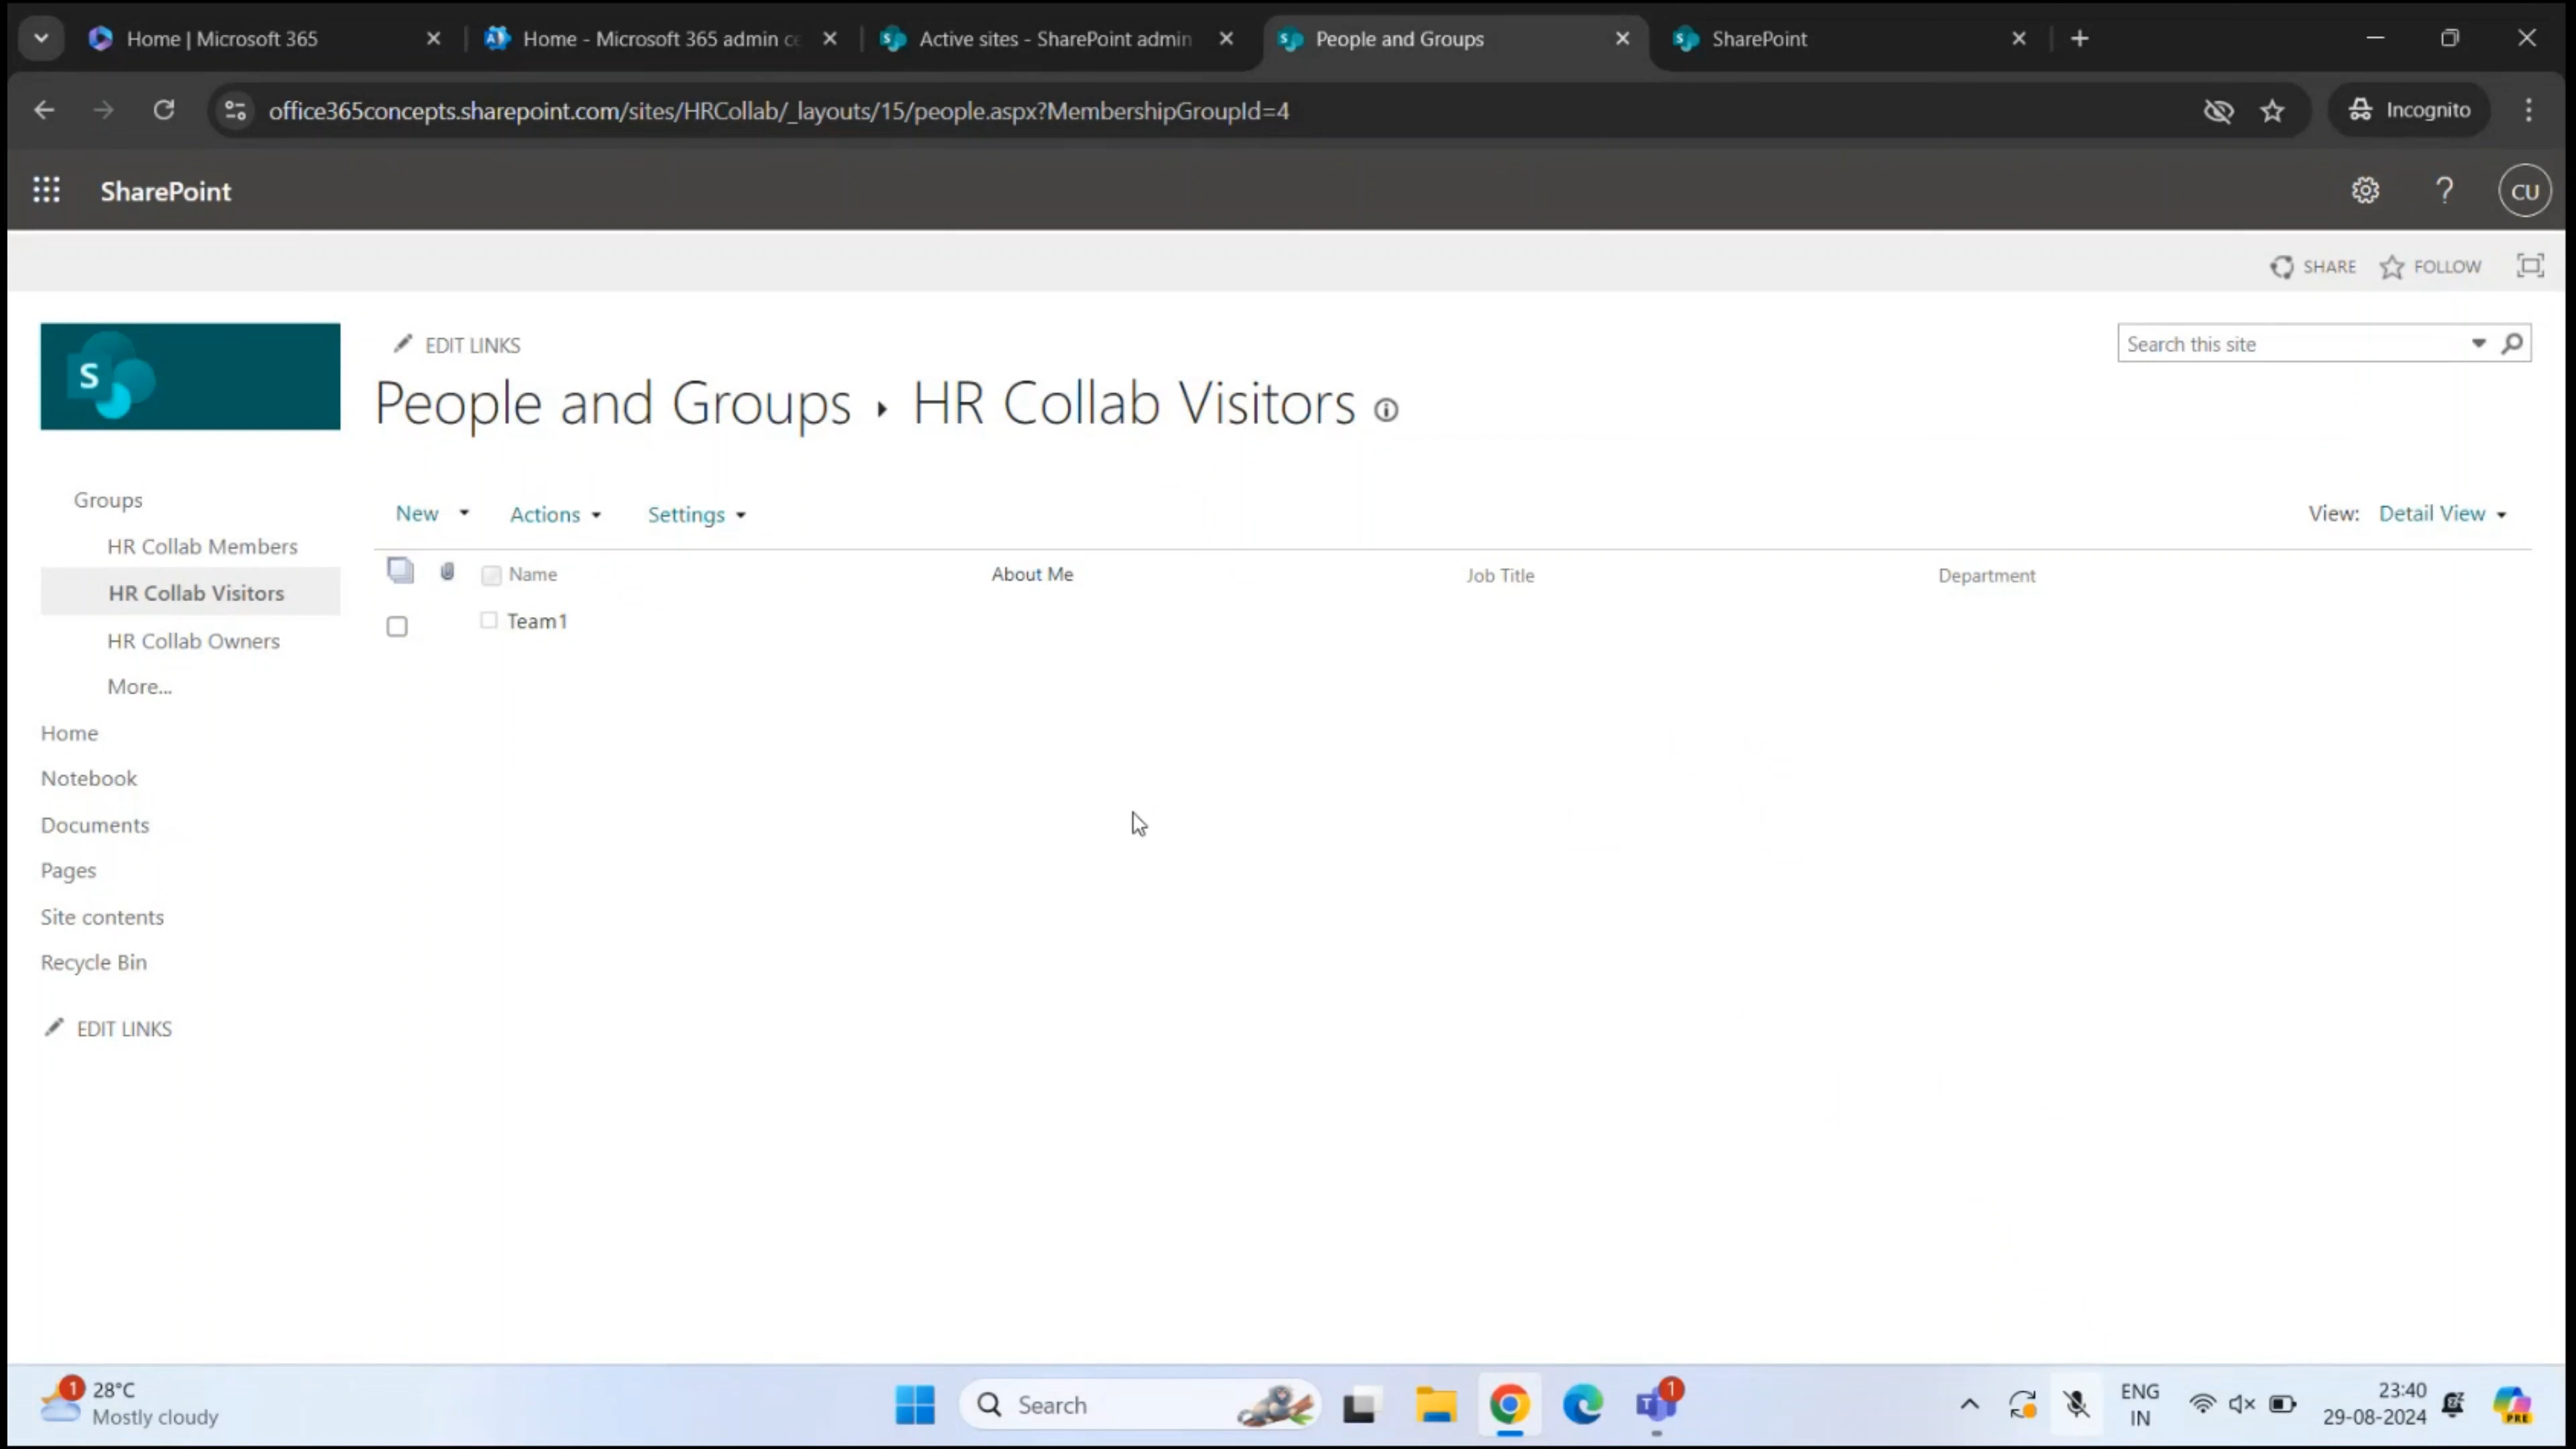 Home | Microsoft 365
Home - Microsoft 365 admin ce
Active sites - SharePoint admin
People and Groups
SharePoint
office365concepts.sharepoint.com/sites/HRCollab/_layouts/15/people.aspx?MembershipGroupId=4
Incognito
SharePoint
?
CU
SHARE
FOLLOW
S
EDIT LINKS
Search this site
People and Groups ▸ HR Collab Visitors
Groups
HR Collab Members
HR Collab Visitors
HR Collab Owners
More...
Home
Notebook
Documents
Pages
Site contents
Recycle Bin
EDIT LINKS
New Actions Settings
View: Detail View
Name About Me Job Title Department
Team1
1
28°C
Mostly cloudy
Search
T
1
ENG
IN
23:40
29-08-2024
PRE